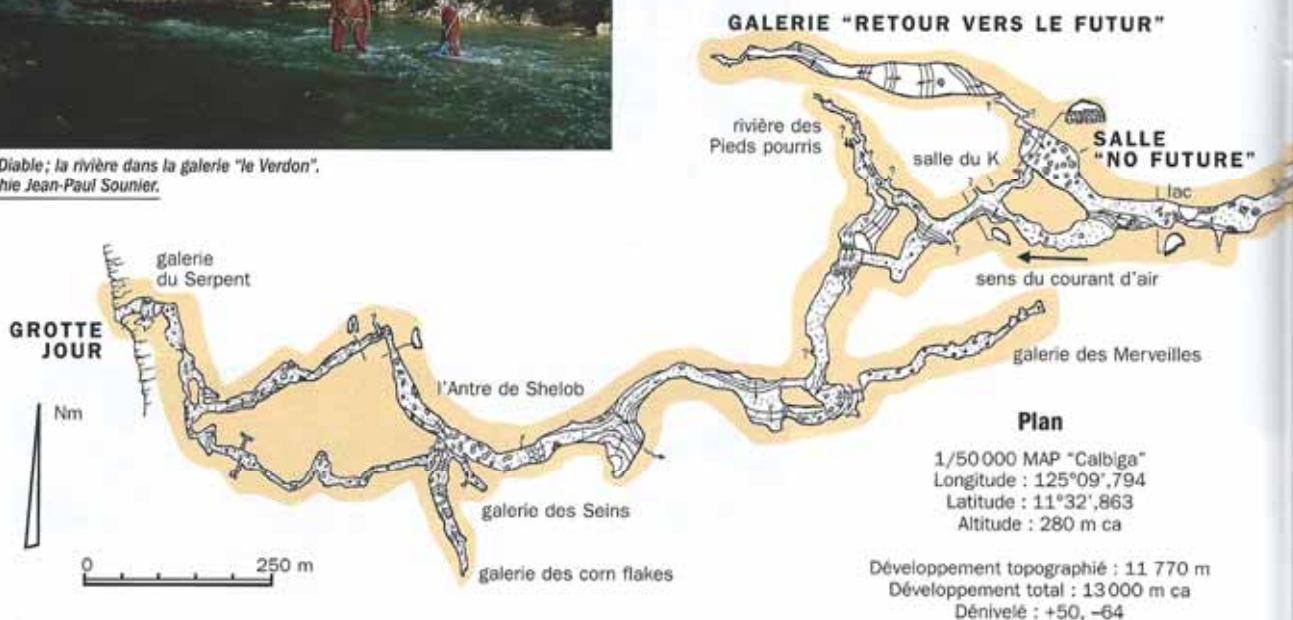 Diable; la rivière dans la galerie "le Verdon".
hie Jean-Paul Sounier.
GALERIE "RETOUR VERS LE FUTUR"
rivière des
Pieds pourris
salle du K
SALLE
"NO FUTURE"
lac
sens du courant d'air
galerie
du Serpent
GROTTE
JOUR
Nm
l'Antre de Shelob
galerie des Merveilles
galerie des Seins
galerie des corn flakes
0 250 m
Plan
1/50 000 MAP "Calbiga"
Longitude : 125°09',794
Latitude : 11°32',863
Altitude : 280 m ca
Développement topographié : 11 770 m
Développement total : 13 000 m ca
Dénivelé : +50, –64